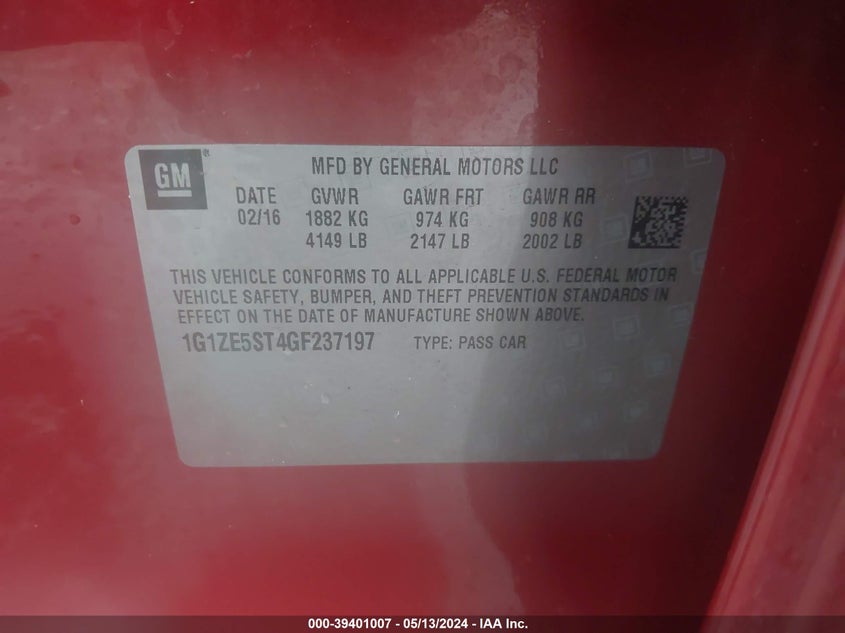 GM
MFD BY GENERAL MOTORS LLC
DATE GVWR GAWR FRT GAWR RR
02/16 1882 KG 974 KG 908 KG
4149 LB 2147 LB 2002 LB
THIS VEHICLE CONFORMS TO ALL APPLICABLE U.S. FEDERAL MOTOR
VEHICLE SAFETY, BUMPER, AND THEFT PREVENTION STANDARDS IN
EFFECT ON THE DATE OF MANUFACTURE SHOWN ABOVE.
1G1ZE5ST4GF237197 TYPE: PASS CAR
000-39401007 - 05/13/2024 - IAA Inc.